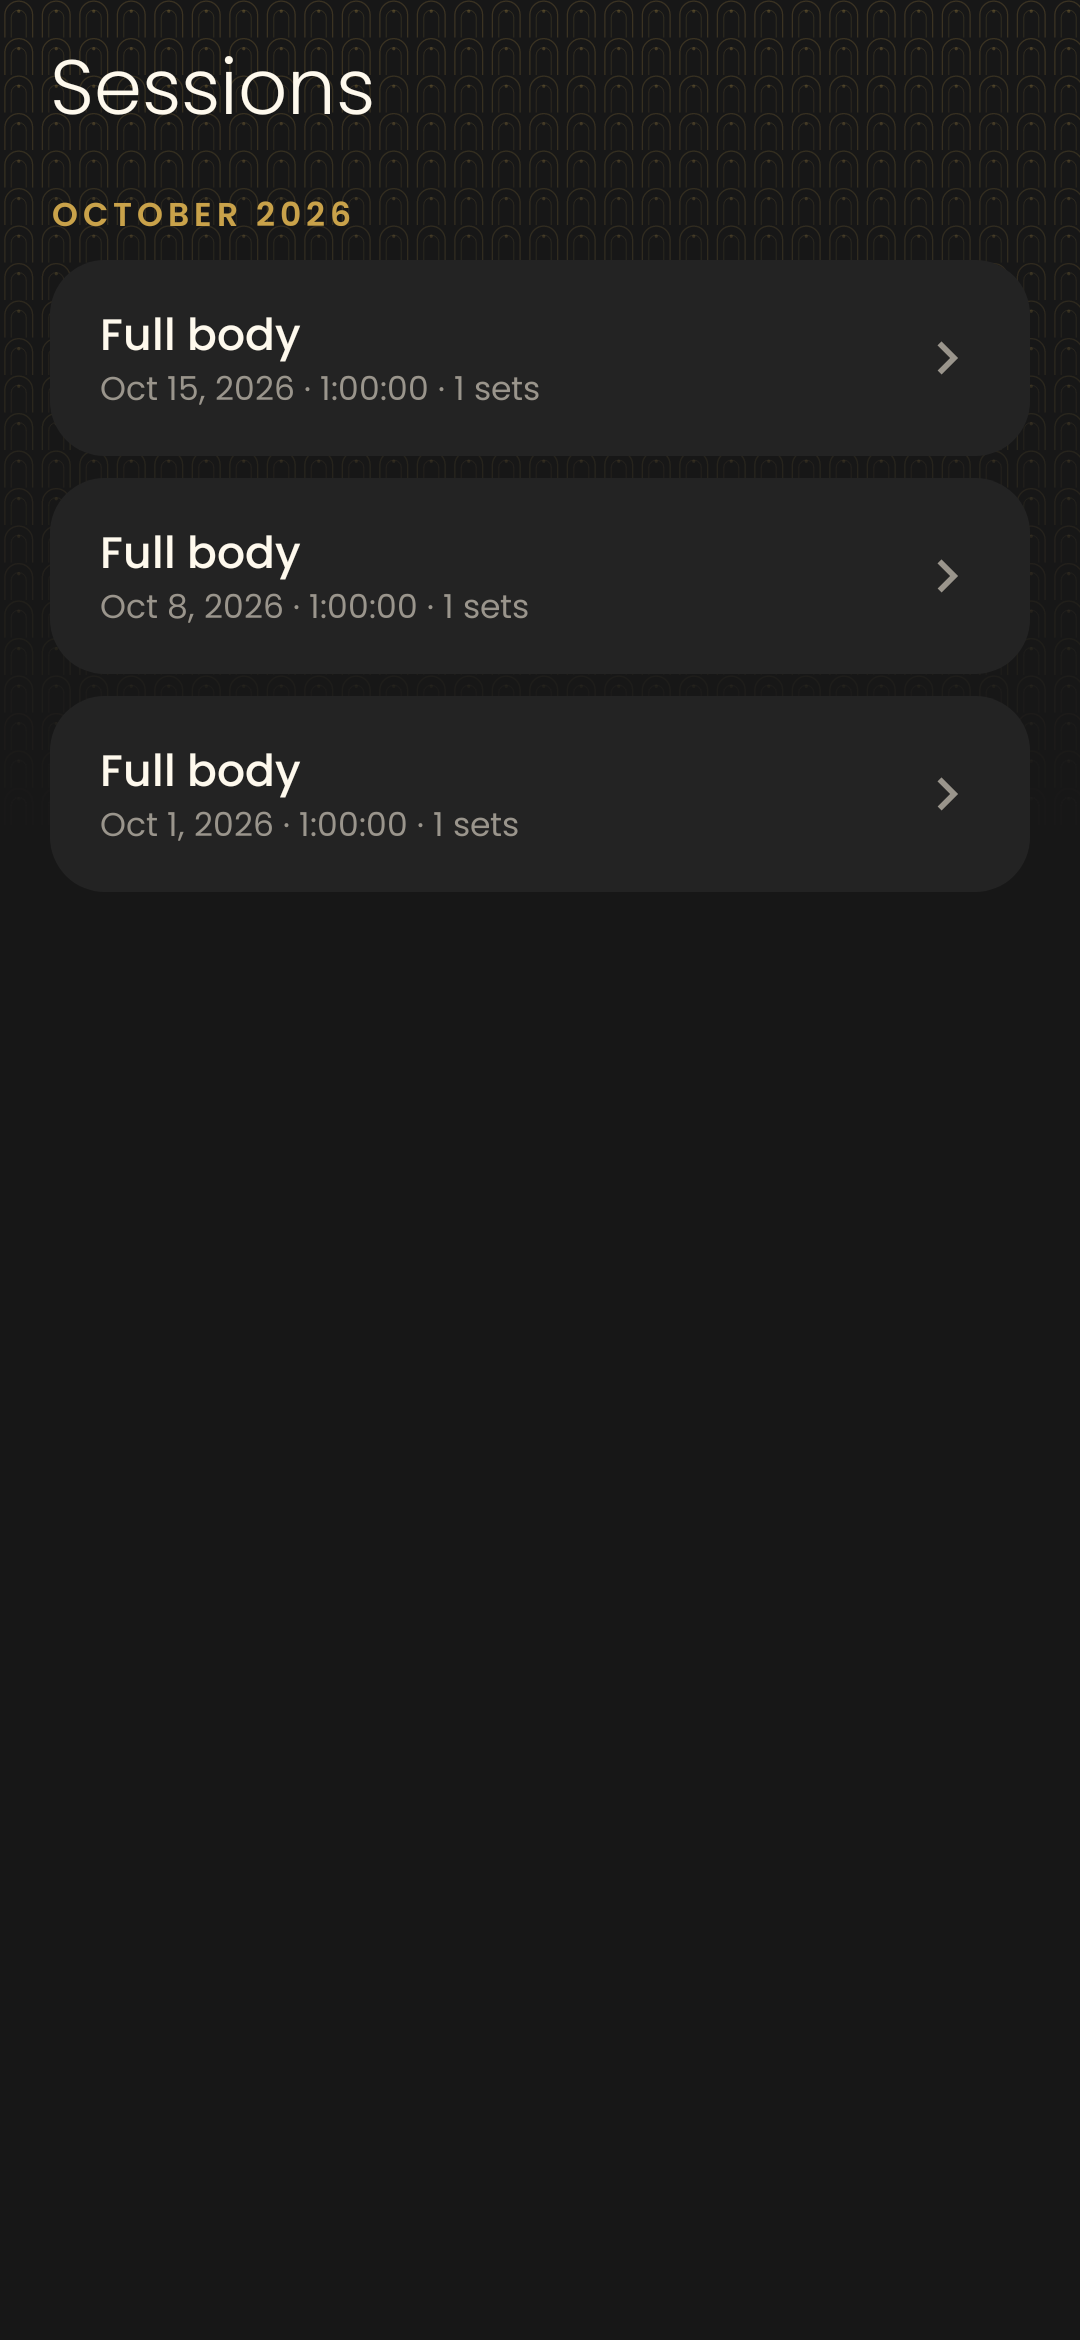 Sessions
OCTOBER 2026
Full body
Oct 15, 2026 · 1:00:00 · 1 sets
Full body
Oct 8, 2026 · 1:00:00 · 1 sets
Full body
Oct 1, 2026 · 1:00:00 · 1 sets